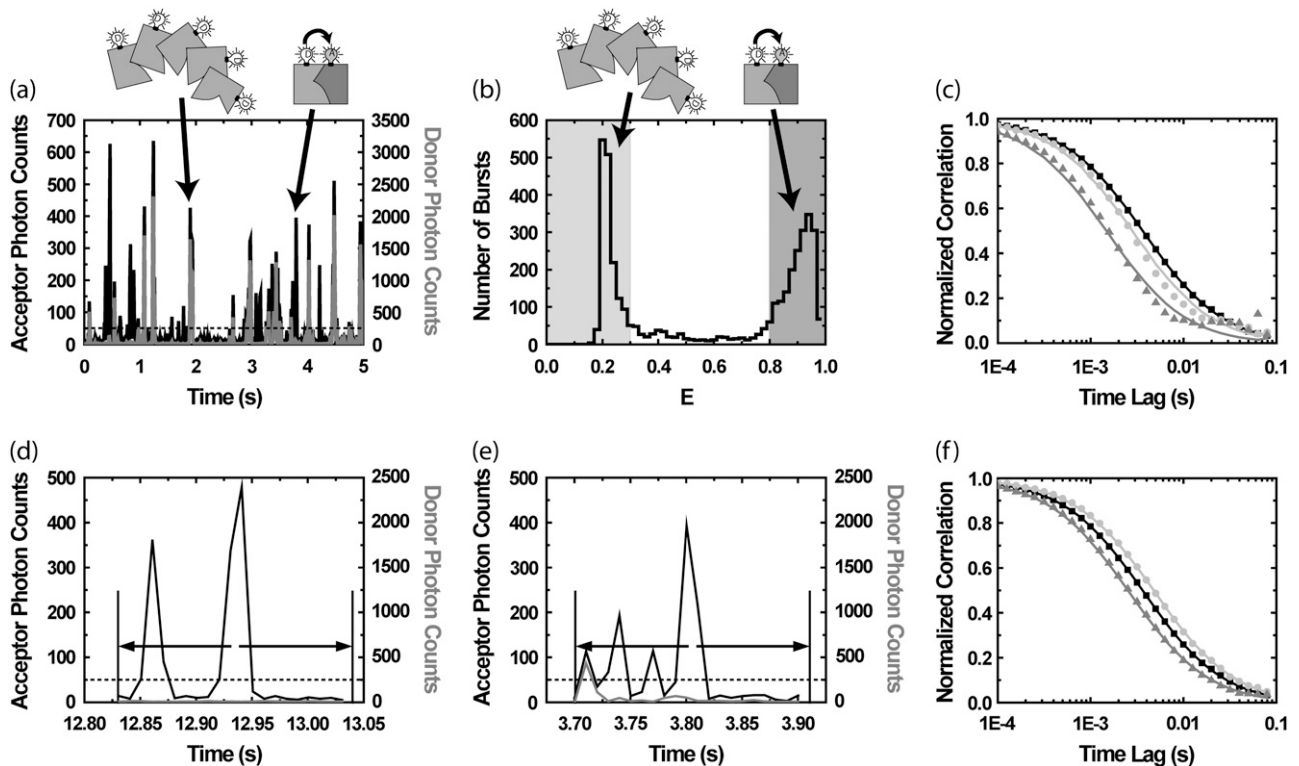 (a)
D
D
D
D
D
D
A
Acceptor Photon Counts
700
600
500
400
300
200
100
0
3500
3000
2500
2000
1500
1000
500
0
Donor Photon Counts
0
1
2
3
4
5
Time (s)
(b)
D
D
D
D
D
D
A
Number of Bursts
600
500
400
300
200
100
0
0.0
0.2
0.4
0.6
0.8
1.0
E
(c)
Normalized Correlation
1.0
0.8
0.6
0.4
0.2
0.0
1E-4
1E-3
0.01
0.1
Time Lag (s)
(d)
Acceptor Photon Counts
500
400
300
200
100
0
2500
2000
1500
1000
500
0
Donor Photon Counts
12.80
12.85
12.90
12.95
13.00
13.05
Time (s)
(e)
Acceptor Photon Counts
500
400
300
200
100
0
2500
2000
1500
1000
500
0
Donor Photon Counts
3.70
3.75
3.80
3.85
3.90
Time (s)
(f)
Normalized Correlation
1.0
0.8
0.6
0.4
0.2
0.0
1E-4
1E-3
0.01
0.1
Time Lag (s)